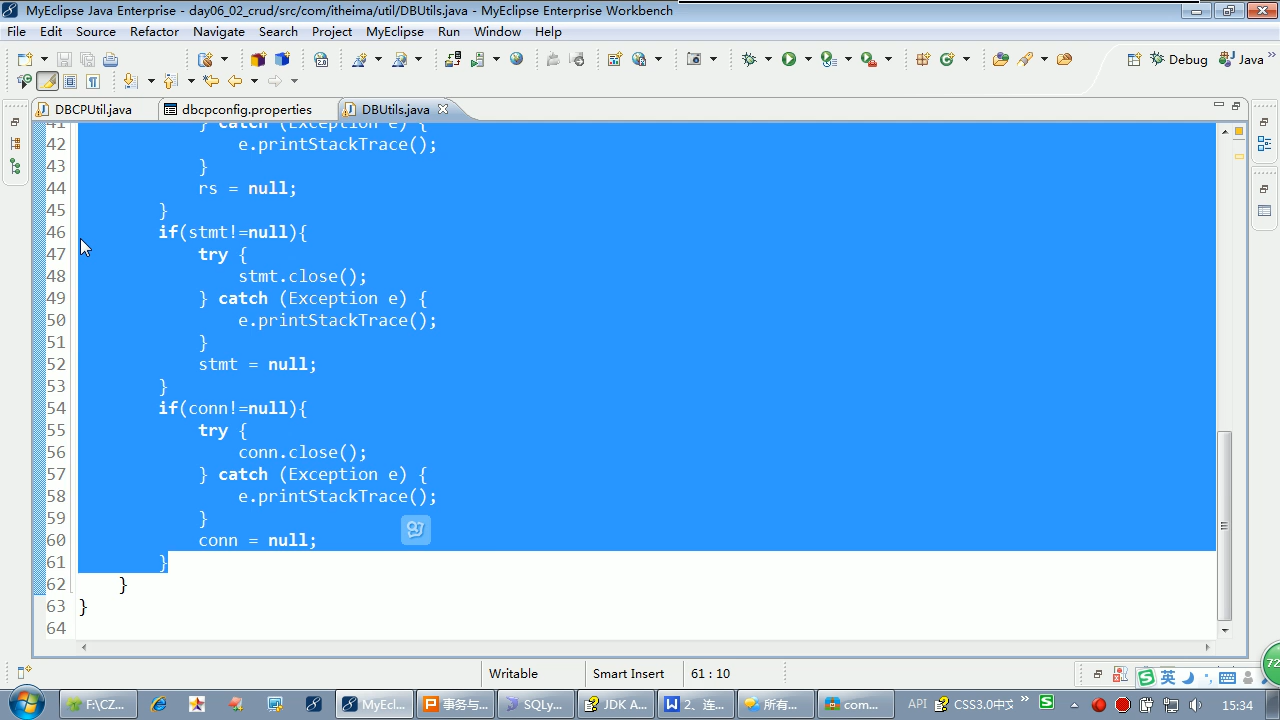 MyEclipse Java Enterprise - day06_02_crud/src/com/itheima/util/DBUtils.java - MyEclipse Enterprise Workbench
File Edit Source Refactor Navigate Search Project MyEclipse Run Window Help
Debug Java »
DBCPUtil.java dbcpconfig.properties DBUtils.java
41 } catch (Exception e) {
42 e.printStackTrace();
43 }
44 rs = null;
45 }
46 if(stmt!=null){
47 try {
48 stmt.close();
49 } catch (Exception e) {
50 e.printStackTrace();
51 }
52 stmt = null;
53 }
54 if(conn!=null){
55 try {
56 conn.close();
57 } catch (Exception e) {
58 e.printStackTrace();
59 }
60 conn = null;
61 }
62 }
63 }
64
Writable Smart Insert 61 : 10
72
英
F:\CZ... MyEcl... 事务与... SQLy... JDK A... 2、连... 所有... com... API CSS3.0中文 » 15:34